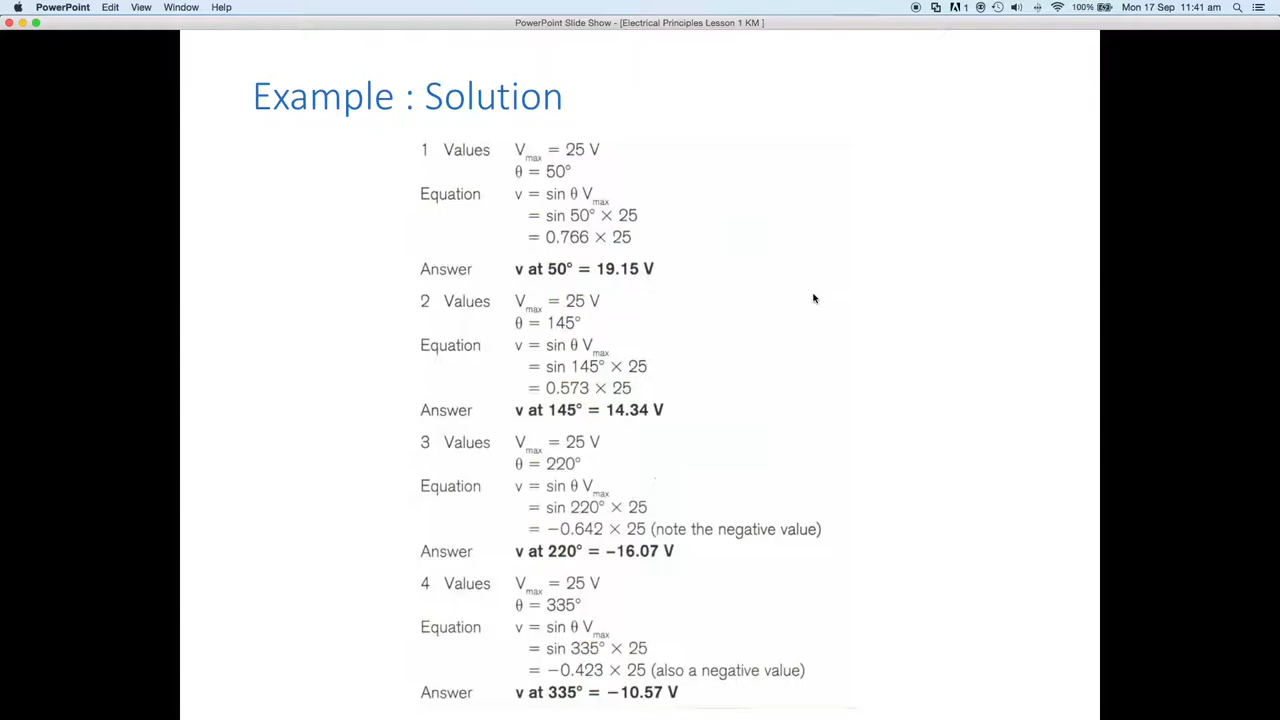 PowerPoint Edit View Window Help 1 100% Mon 17 Sep 11:41 am
PowerPoint Slide Show - [Electrical Principles Lesson 1 KM ]
Example : Solution
1 Values Vmax = 25 V
θ = 50°
Equation v = sin θ Vmax
= sin 50° × 25
= 0.766 × 25
Answer v at 50° = 19.15 V
2 Values Vmax = 25 V
θ = 145°
Equation v = sin θ Vmax
= sin 145° × 25
= 0.573 × 25
Answer v at 145° = 14.34 V
3 Values Vmax = 25 V
θ = 220°
Equation v = sin θ Vmax
= sin 220° × 25
= −0.642 × 25 (note the negative value)
Answer v at 220° = −16.07 V
4 Values Vmax = 25 V
θ = 335°
Equation v = sin θ Vmax
= sin 335° × 25
= −0.423 × 25 (also a negative value)
Answer v at 335° = −10.57 V